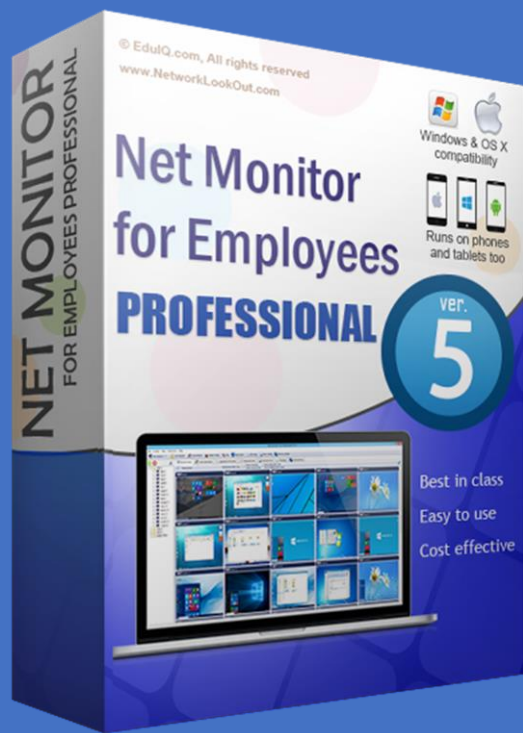 NET MONITOR
FOR EMPLOYEES PROFESSIONAL
© EduIQ.com, All rights reserved
www.NetworkLookOut.com
Windows & OS X
compatibility
Runs on phones
and tablets too
Net Monitor
for Employees
PROFESSIONAL
ver.
5
Best in class
Easy to use
Cost effective